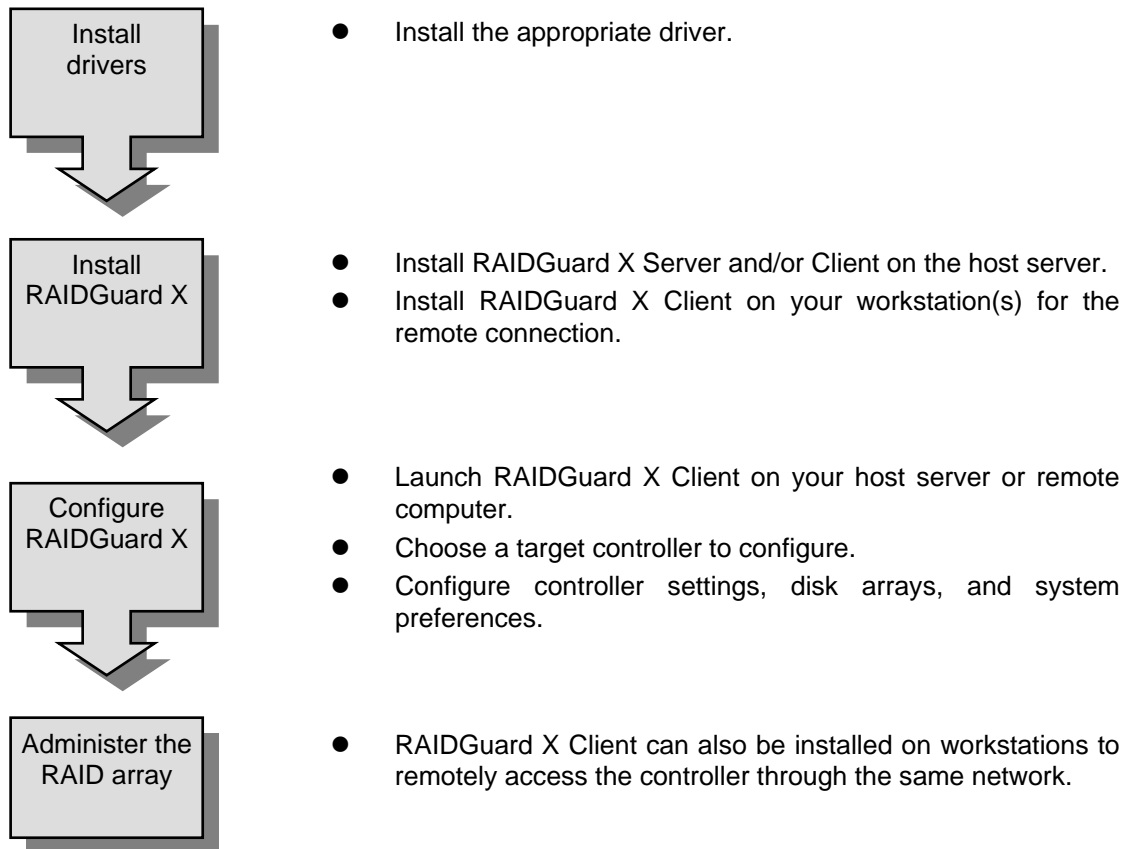 Install
drivers
● Install the appropriate driver.
Install
RAIDGuard X
● Install RAIDGuard X Server and/or Client on the host server.
● Install RAIDGuard X Client on your workstation(s) for the
remote connection.
Configure
RAIDGuard X
● Launch RAIDGuard X Client on your host server or remote
computer.
● Choose a target controller to configure.
● Configure controller settings, disk arrays, and system
preferences.
Administer the
RAID array
● RAIDGuard X Client can also be installed on workstations to
remotely access the controller through the same network.